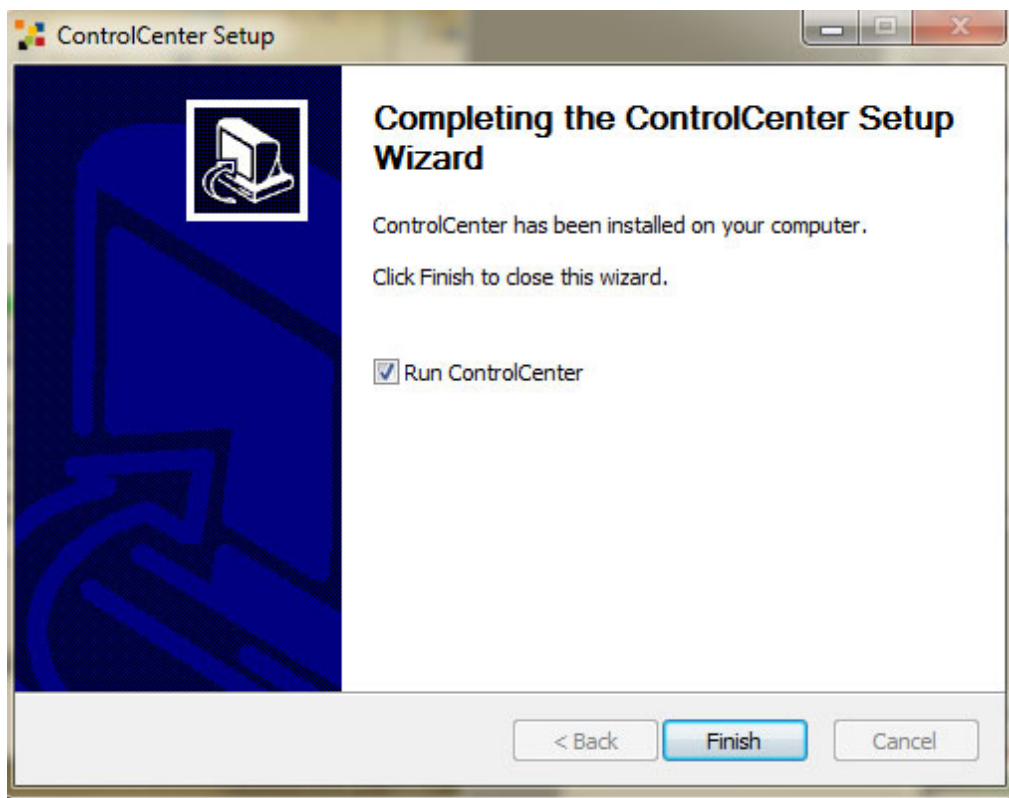 ControlCenter Setup
Completing the ControlCenter Setup
Wizard
ControlCenter has been installed on your computer.
Click Finish to close this wizard.
Run ControlCenter
< Back Finish Cancel